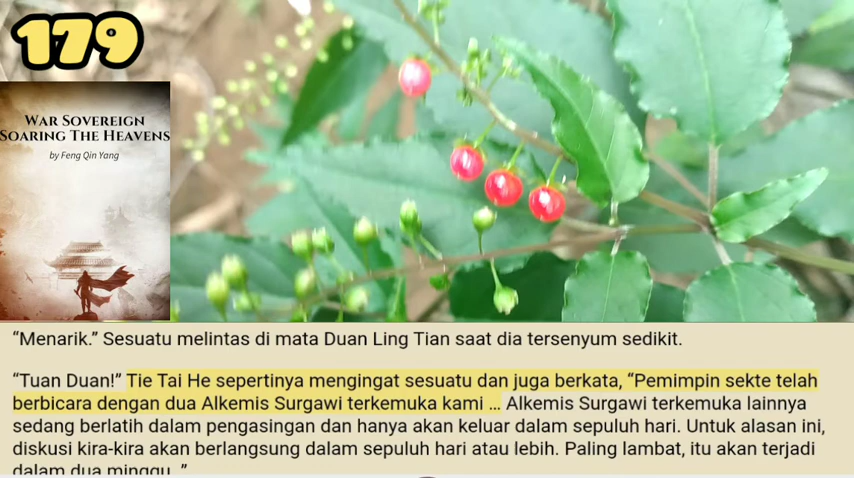 179
WAR SOVEREIGN
SOARING THE HEAVENS
by Feng Qin Yang
“Menarik.” Sesuatu melintas di mata Duan Ling Tian saat dia tersenyum sedikit.
“Tuan Duan!” Tie Tai He sepertinya mengingat sesuatu dan juga berkata, “Pemimpin sekte telah
berbicara dengan dua Alkemis Surgawi terkemuka kami ... Alkemis Surgawi terkemuka lainnya
sedang berlatih dalam pengasingan dan hanya akan keluar dalam sepuluh hari. Untuk alasan ini,
diskusi kira-kira akan berlangsung dalam sepuluh hari atau lebih. Paling lambat, itu akan terjadi
dalam dua minggu. ”